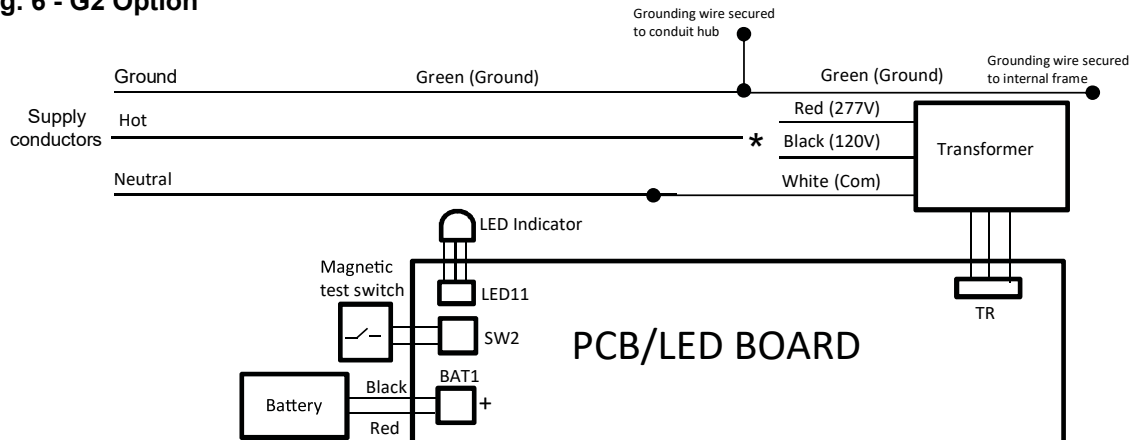 g. 6 - G2 Option
Grounding wire secured
to conduit hub
Grounding wire secured
to internal frame
Ground
Green (Ground)
Green (Ground)
Supply
conductors
Hot
*
Red (277V)
Black (120V)
Transformer
Neutral
White (Com)
LED Indicator
Magnetic
test switch
LED11
TR
SW2
PCB/LED BOARD
BAT1
Black
+
Battery
Red